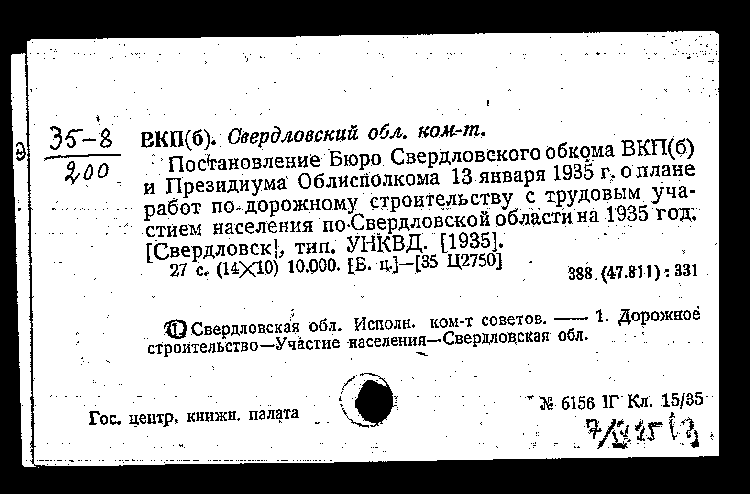 35-8
200
ВКП(б). Свердловский обл. ком-т.
Постановление Бюро Свердловского обкома ВКП(б)
и Президиума Облисполкома 13 января 1935 г. о плане
работ по дорожному строительству с трудовым уча-
стием населения по Свердловской области на 1935 год.
[Свердловск], тип. УНКВД. [1935].
27 с. (14×10) 10.000. [Б. ц.]—[35 Ц2750]
388.(47.811):331
① Свердловская обл. Исполн. ком-т советов. — 1. Дорожное
строительство—Участие населения—Свердловская обл.
Гос. центр. книжн. палата
№ 6156 1Г Кл. 15/35